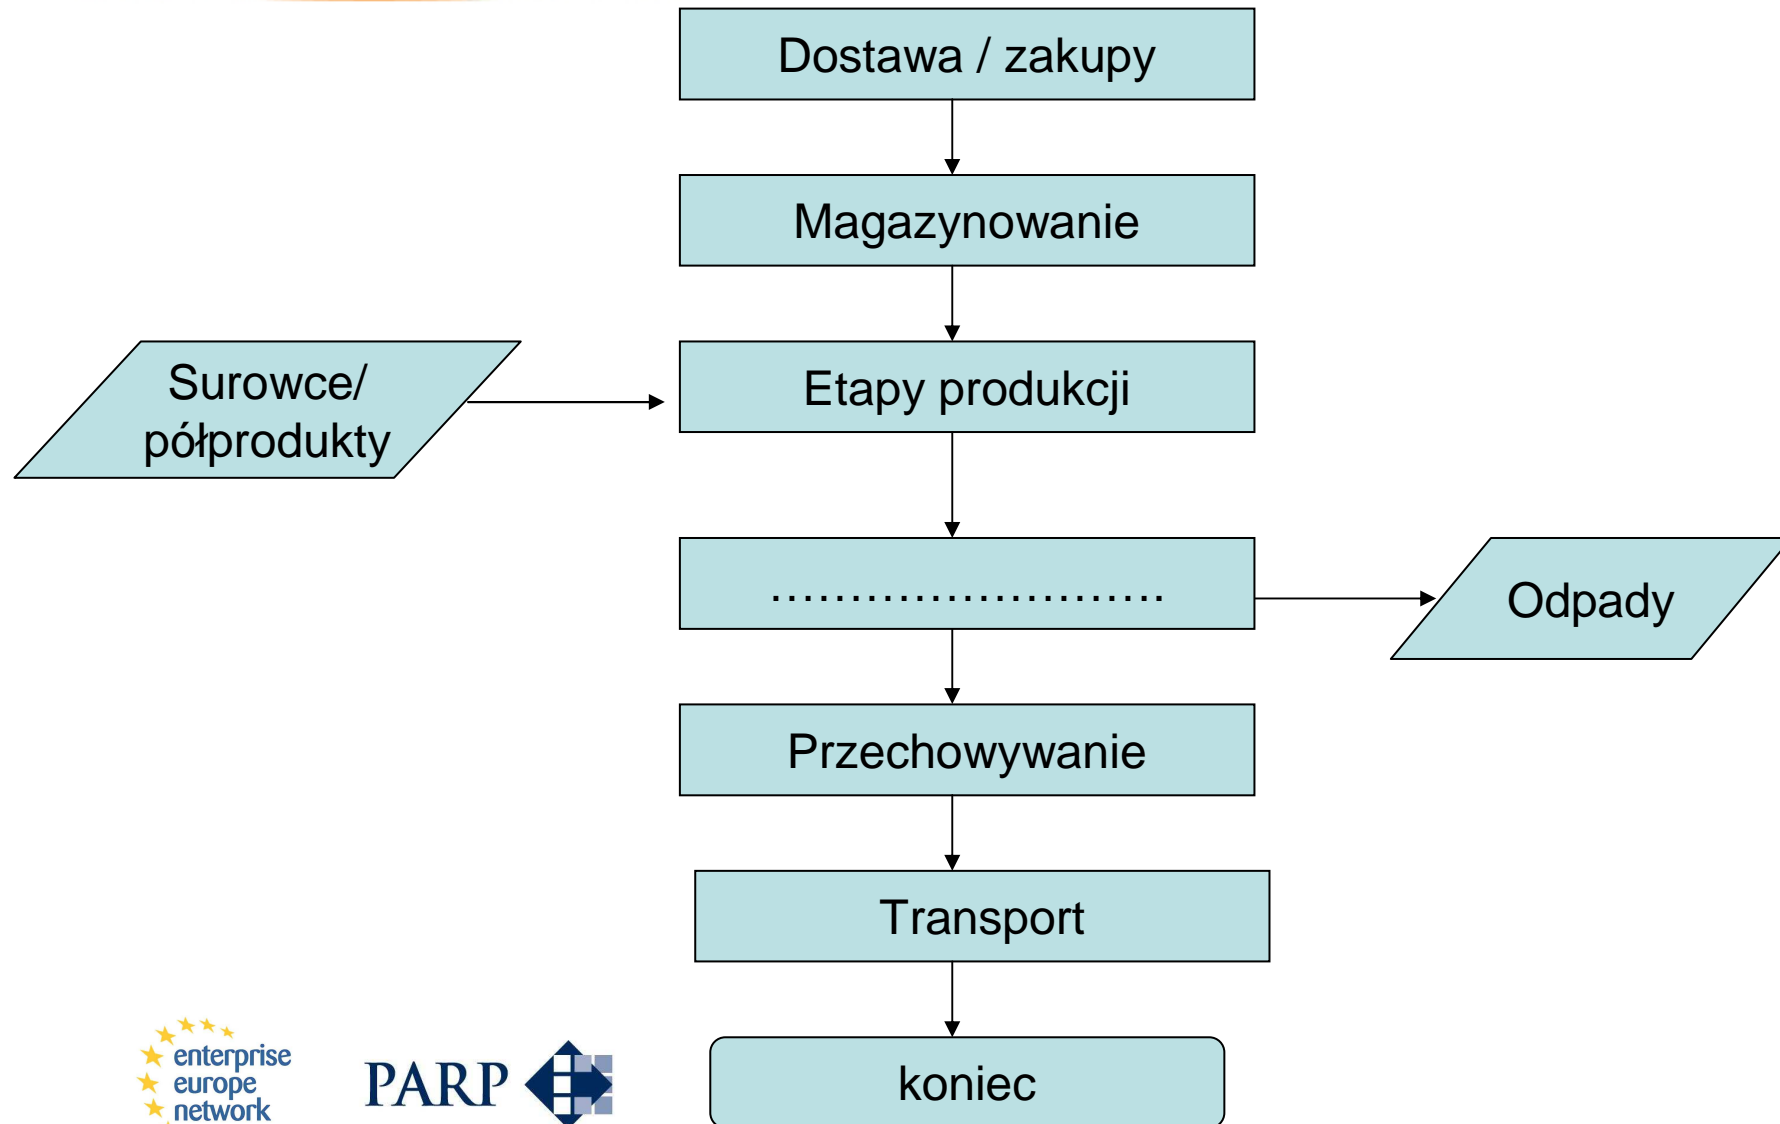 Dostawa / zakupy
Magazynowanie
Surowce/
półprodukty
Etapy produkcji
……………………….
Odpady
Przechowywanie
Transport
koniec
enterprise
europe
network
PARP